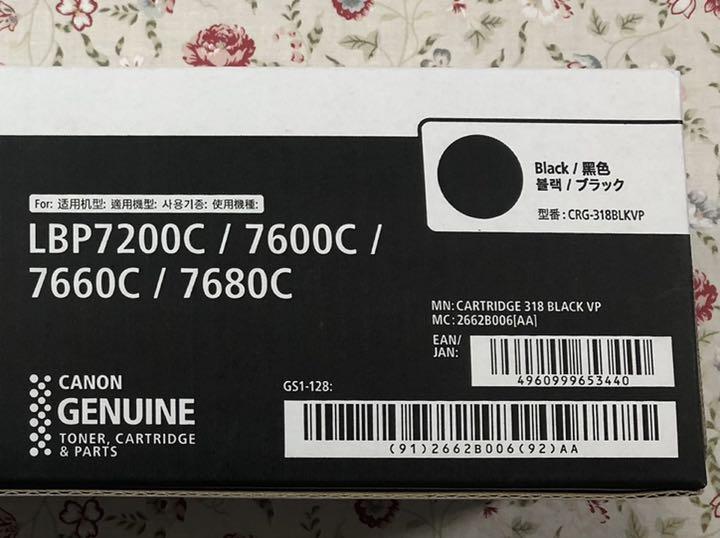 Black / 黑色
블랙 / ブラック
型番 : CRG-318BLKVP
For: 适用机型: 適用機型: 사용기종: 使用機種:
LBP7200C / 7600C /
7660C / 7680C
MN: CARTRIDGE 318 BLACK VP
MC: 2662B006[AA]
EAN/
JAN:
4960999653440
CANON
GENUINE
TONER, CARTRIDGE
& PARTS
GS1-128:
(91)2662B006(92)AA